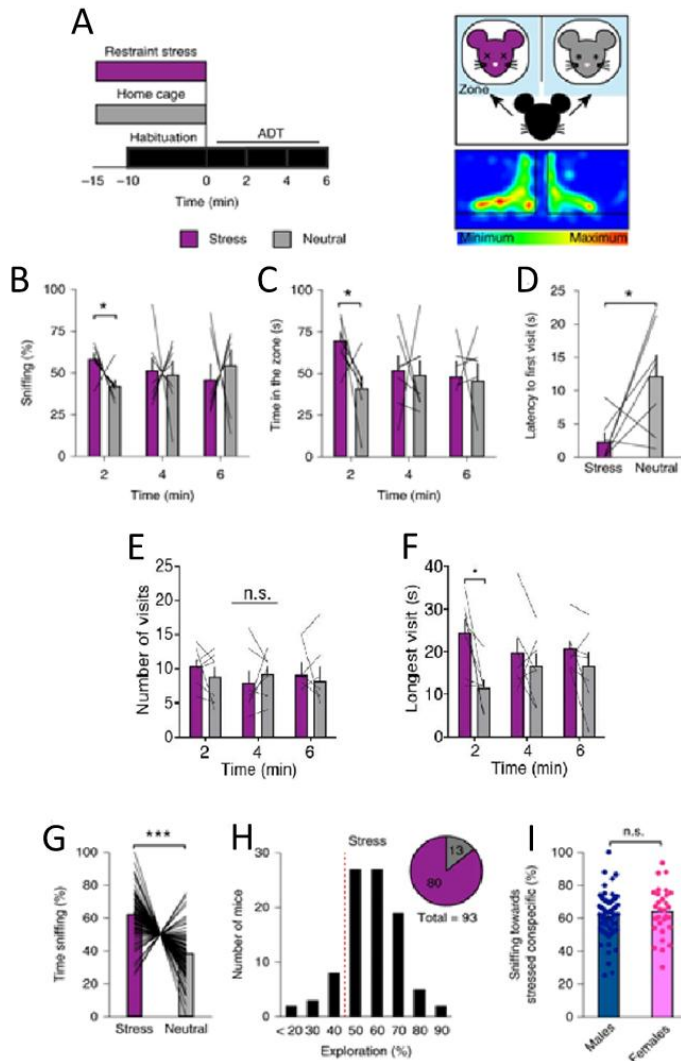 A
Restraint stress
Home cage
Habituation
ADT
−15 −10 0 2 4 6
Time (min)
Zone
Minimum Maximum
Stress Neutral
B
Sniffing (%)
100
75
50
25
0
*
2 4 6
Time (min)
C
Time in the zone (s)
100
75
50
25
0
*
2 4 6
Time (min)
D
Latency to first visit (s)
25
20
15
10
5
0
*
Stress Neutral
E
Number of visits
25
20
15
10
5
0
n.s.
2 4 6
Time (min)
F
Longest visit (s)
40
30
20
10
0
*
2 4 6
Time (min)
G
Time sniffing (%)
100
80
60
40
20
0
***
Stress Neutral
H
Stress
Number of mice
30
20
10
0
13
80
Total = 93
< 20 30 40 50 60 70 80 90
Exploration (%)
I
Sniffing towards
stressed conspecific (%)
100
80
60
40
20
0
n.s.
Males
Females